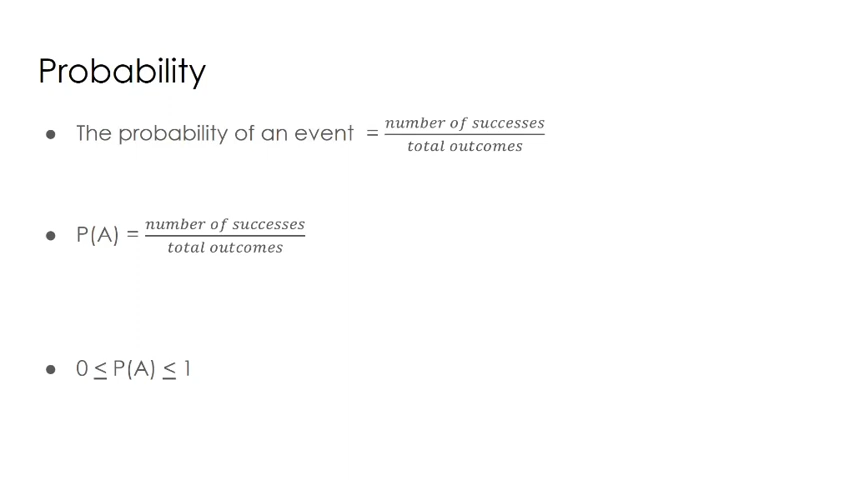 Probability
● The probability of an event = number of successes / total outcomes
● P(A) = number of successes / total outcomes
● 0 ≤ P(A) ≤ 1